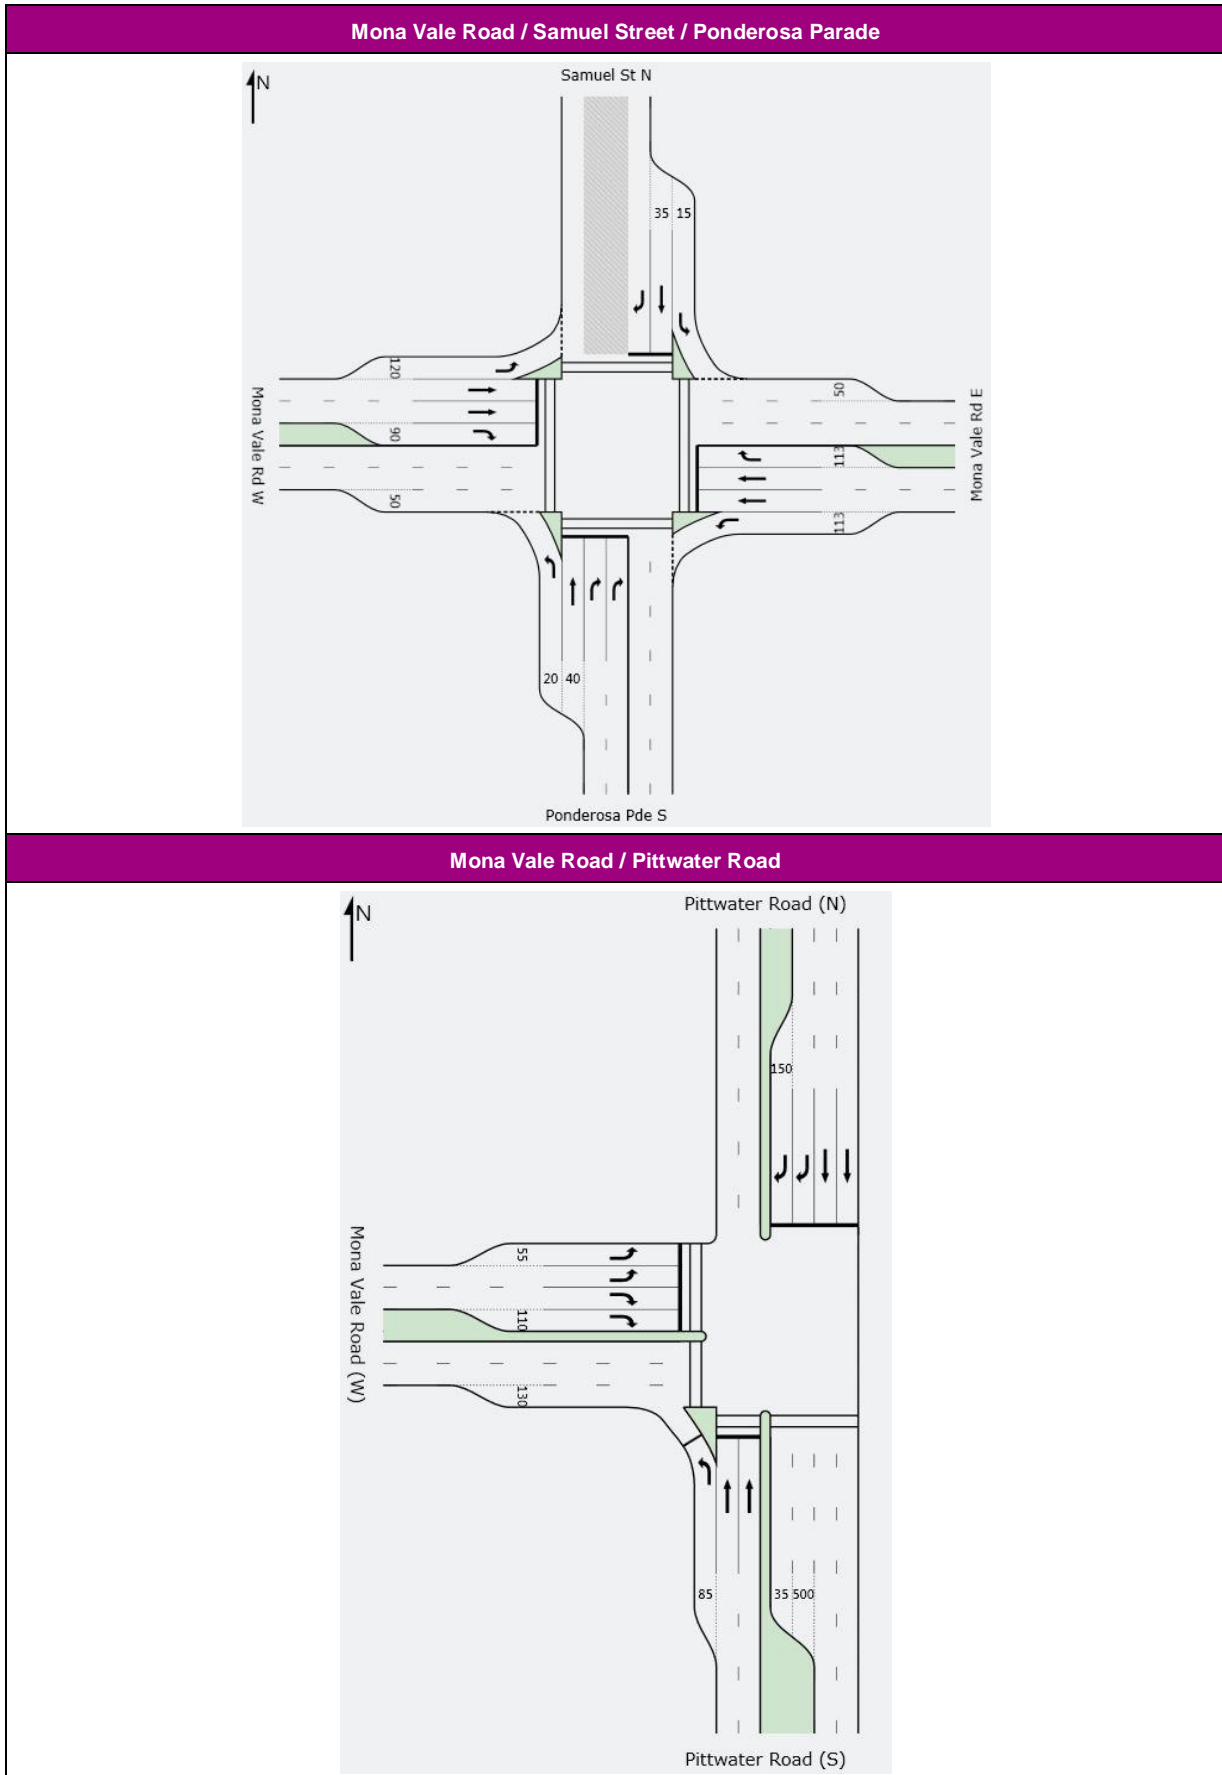 Mona Vale Road / Samuel Street / Ponderosa Parade
N
Samuel St N
35 15
120
50
90
113
Mona Vale Rd W
Mona Vale Rd E
50
113
20 40
Ponderosa Pde S
Mona Vale Road / Pittwater Road
N
Pittwater Road (N)
150
55
110
Mona Vale Road (W)
130
85
35 500
Pittwater Road (S)